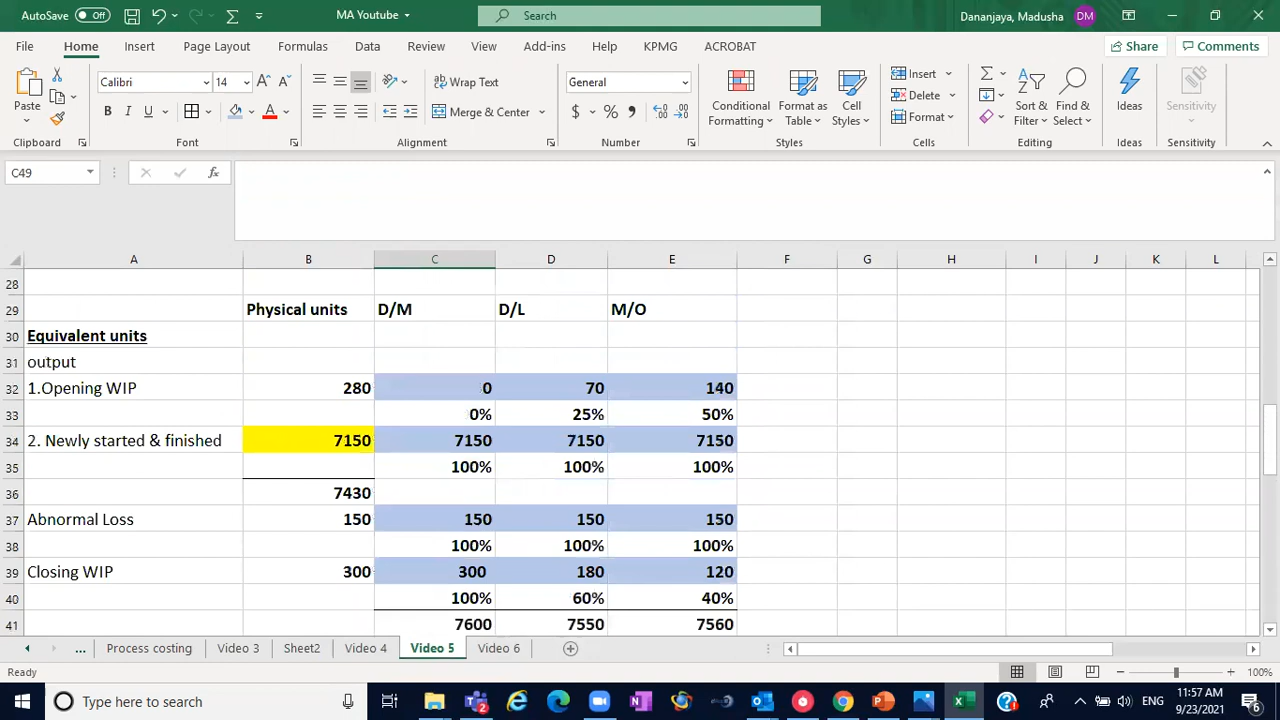 AutoSave Off MA Youtube Search Dananjaya, Madusha DM
File Home Insert Page Layout Formulas Data Review View Add-ins Help KPMG ACROBAT Share Comments
Paste Calibri 14 Wrap Text General Conditional Formatting Format as Table Cell Styles Insert Sort & Filter Find & Select Ideas Sensitivity
B I U Merge & Center $ % Delete
Format
Clipboard Font Alignment Number Styles Cells Editing Ideas Sensitivity
C49 fx
A B C D E F G H I J K L
28
29 Physical units D/M D/L M/O
30 Equivalent units
31 output
32 1.Opening WIP 280 0 70 140
33 0% 25% 50%
34 2. Newly started & finished 7150 7150 7150 7150
35 100% 100% 100%
36 7430
37 Abnormal Loss 150 150 150 150
38 100% 100% 100%
39 Closing WIP 300 300 180 120
40 100% 60% 40%
41 7600 7550 7560
... Process costing Video 3 Sheet2 Video 4 Video 5 Video 6
Ready 100%
Type here to search ENG 11:57 AM
9/23/2021 6